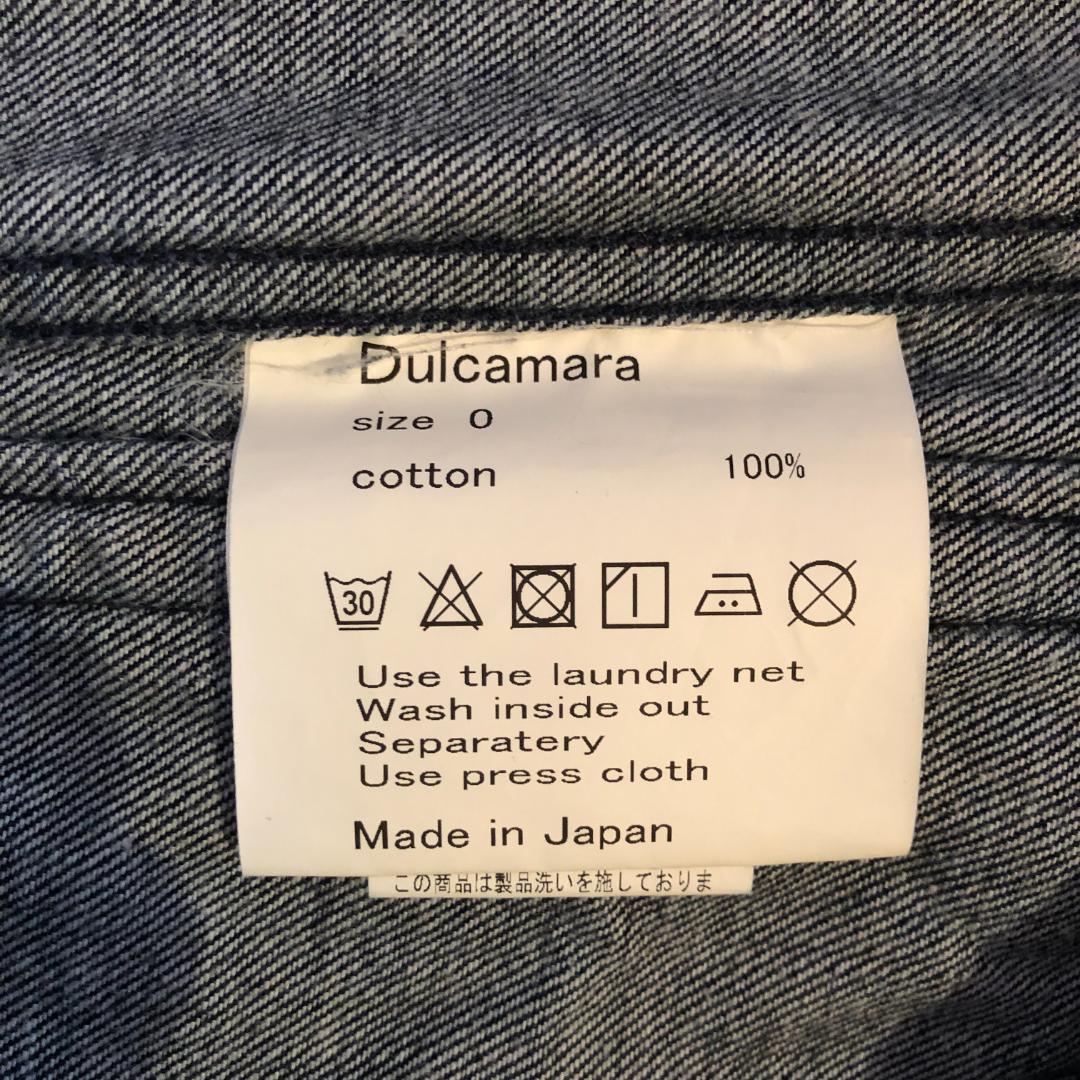 Dulcamara
size 0
cotton 100%
30
Use the laundry net
Wash inside out
Separatery
Use press cloth
Made in Japan
この商品は製品洗いを施しておりま